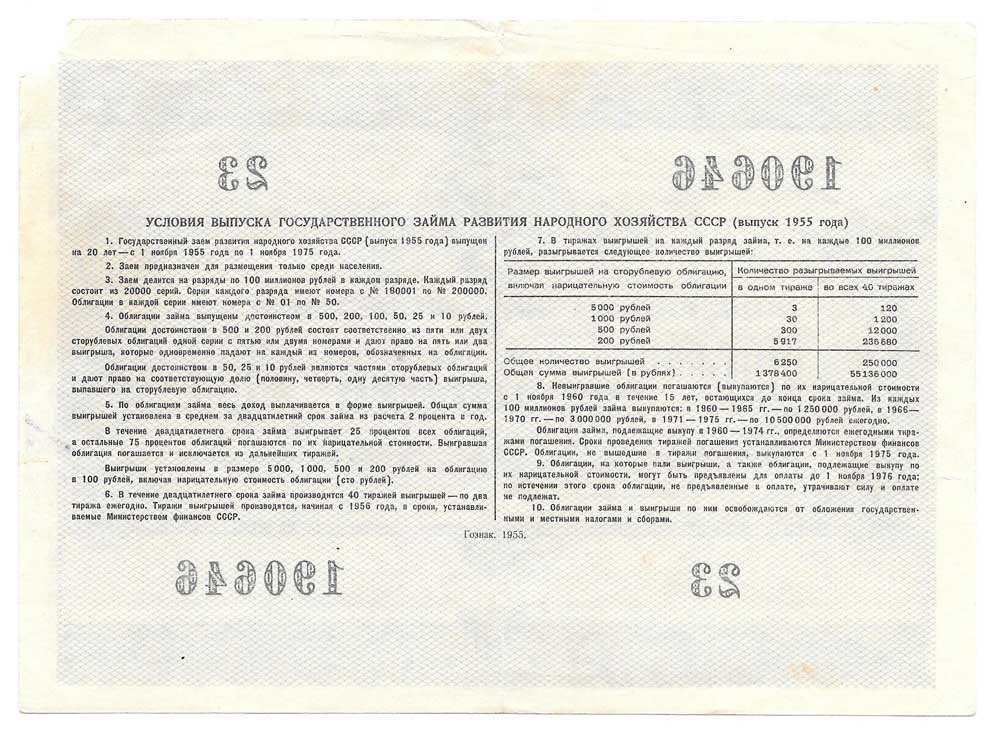 23 190646
УСЛОВИЯ ВЫПУСКА ГОСУДАРСТВЕННОГО ЗАЙМА РАЗВИТИЯ НАРОДНОГО ХОЗЯЙСТВА СССР (выпуск 1955 года)
1. Государственный заем развития народного хозяйства СССР (выпуск 1955 года) выпущен
на 20 лет — с 1 ноября 1955 года по 1 ноября 1975 года.
2. Заем предназначен для размещения только среди населения.
3. Заем делится на разряды по 100 миллионов рублей в каждом разряде. Каждый разряд
состоит из 20000 серий. Серии каждого разряда имеют номера с № 180001 по № 200000.
Облигации в каждой серии имеют номера с № 01 по № 50.
4. Облигации займа выпущены достоинством в 500, 200, 100, 50, 25 и 10 рублей.
Облигации достоинством в 500 и 200 рублей состоят соответственно из пяти или двух
сторублевых облигаций одной серии с пятью или двумя номерами и дают право на пять или два
выигрыша, которые одновременно падают на каждый из номеров, обозначенных на облигации.
Облигации достоинством в 50, 25 и 10 рублей являются частями сторублевых облигаций
и дают право на соответствующую долю (половину, четверть, одну десятую часть) выигрыша,
выпавшего на сторублевую облигацию.
5. По облигациям займа весь доход выплачивается в форме выигрышей. Общая сумма
выигрышей установлена в среднем за двадцатилетний срок займа из расчета 2 процента в год.
В течение двадцатилетнего срока займа выигрывает 25 процентов всех облигаций,
а остальные 75 процентов облигаций погашаются по их нарицательной стоимости. Выигравшая
облигация погашается и исключается из дальнейших тиражей.
Выигрыши установлены в размере 5000, 1000, 500 и 200 рублей на облигацию
в 100 рублей, включая нарицательную стоимость облигации (сто рублей).
6. В течение двадцатилетнего срока займа производится 40 тиражей выигрышей — по два
тиража ежегодно. Тиражи выигрышей производятся, начиная с 1956 года, в сроки, устанавли-
ваемые Министерством финансов СССР.
7. В тиражах выигрышей на каждый разряд займа, т. е. на каждые 100 миллионов
рублей, разыгрывается следующее количество выигрышей:
Размер выигрышей на сторублевую облигацию, включая нарицательную стоимость облигации
Количество разыгрываемых выигрышей
в одном тираже во всех 40 тиражах
5000 рублей 3 120
1000 рублей 30 1200
500 рублей 300 12000
200 рублей 5917 236680
Общее количество выигрышей . . . . . . . . 6250 250000
Общая сумма выигрышей (в рублях) . . . . . 1378400 55136000
8. Невыигравшие облигации погашаются (выкупаются) по их нарицательной стоимости
с 1 ноября 1960 года в течение 15 лет, остающихся до конца срока займа. Из каждых
100 миллионов рублей займа выкупаются: в 1960 — 1965 гг. — по 1250000 рублей, в 1966 —
1970 гг. — по 3000000 рублей, в 1971 — 1975 гг. — по 10500000 рублей ежегодно.
Облигации займа, подлежащие выкупу в 1960 — 1974 гг., определяются ежегодными тира-
жами погашения. Сроки проведения тиражей погашения устанавливаются Министерством финансов
СССР. Облигации, не вышедшие в тиражи погашения, выкупаются с 1 ноября 1975 года.
9. Облигации, на которые пали выигрыши, а также облигации, подлежащие выкупу по
их нарицательной стоимости, могут быть предъявлены для оплаты до 1 ноября 1976 года;
по истечении этого срока облигации, не предъявленные к оплате, утрачивают силу и оплате
не подлежат.
10. Облигации займа и выигрыши по ним освобождаются от обложения государствен-
ными и местными налогами и сборами.
Гознак. 1955.
190646 23